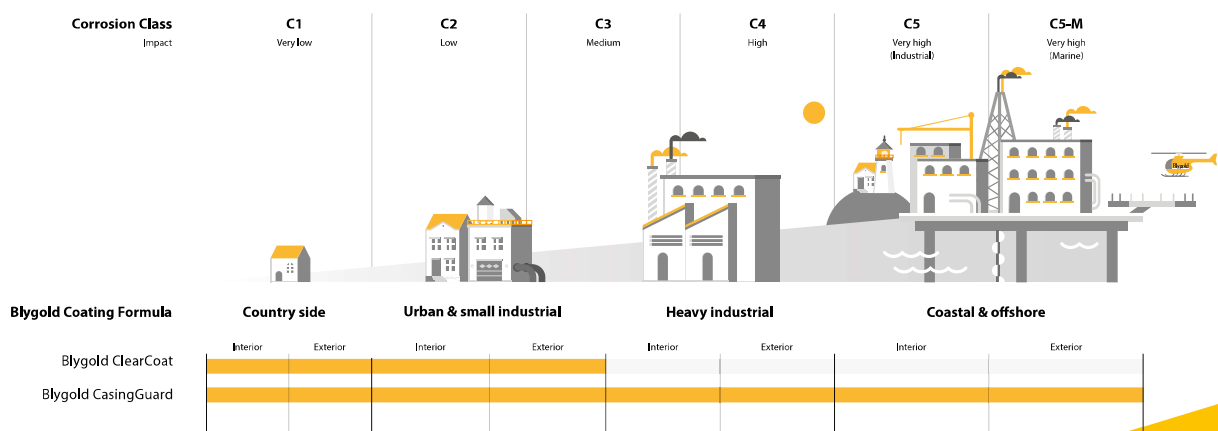 Corrosion Class C1 C2 C3 C4 C5 C5-M
Impact Very low Low Medium High Very high Very high
(Industrial) (Marine)
Blygold
Blygold Coating Formula Country side Urban & small industrial Heavy industrial Coastal & offshore
Interior Exterior Interior Exterior Interior Exterior Interior Exterior
Blygold ClearCoat
Blygold CasingGuard